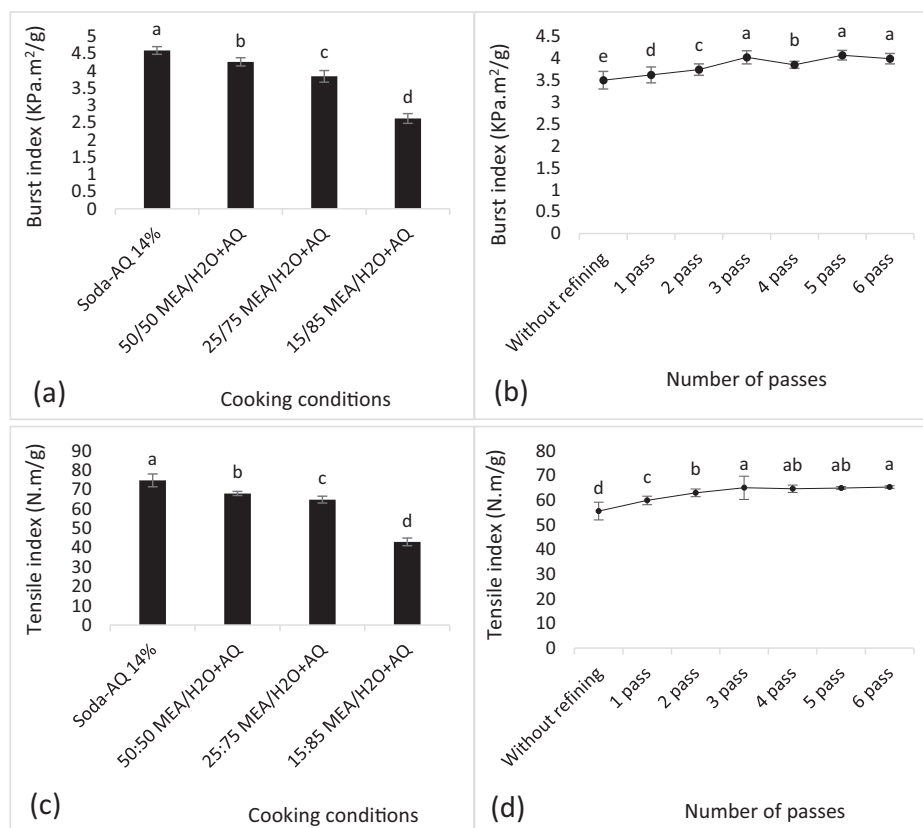 a
b
c
d
5
4.5
4
3.5
3
2.5
2
1.5
1
0.5
0
Burst index (KPa.m²/g)
Soda-AQ 14%
50/50 MEA/H2O+AQ
25/75 MEA/H2O+AQ
15/85 MEA/H2O+AQ
(a)
Cooking conditions
e
d
c
a
b
a
a
4.5
4
3.5
3
2.5
2
1.5
1
0.5
0
Burst index (KPa.m²/g)
Without refining
1 pass
2 pass
3 pass
4 pass
5 pass
6 pass
(b)
Number of passes
a
b
c
d
90
80
70
60
50
40
30
20
10
0
Tensile index (N.m/g)
Soda-AQ 14%
50:50 MEA/H2O+AQ
25:75 MEA/H2O+AQ
15:85 MEA/H2O+AQ
(c)
Cooking conditions
d
c
b
a
ab
ab
a
80
70
60
50
40
30
20
10
0
Tensile index (N.m/g)
Without refining
1 pass
2 pass
3 pass
4 pass
5 pass
6 pass
(d)
Number of passes